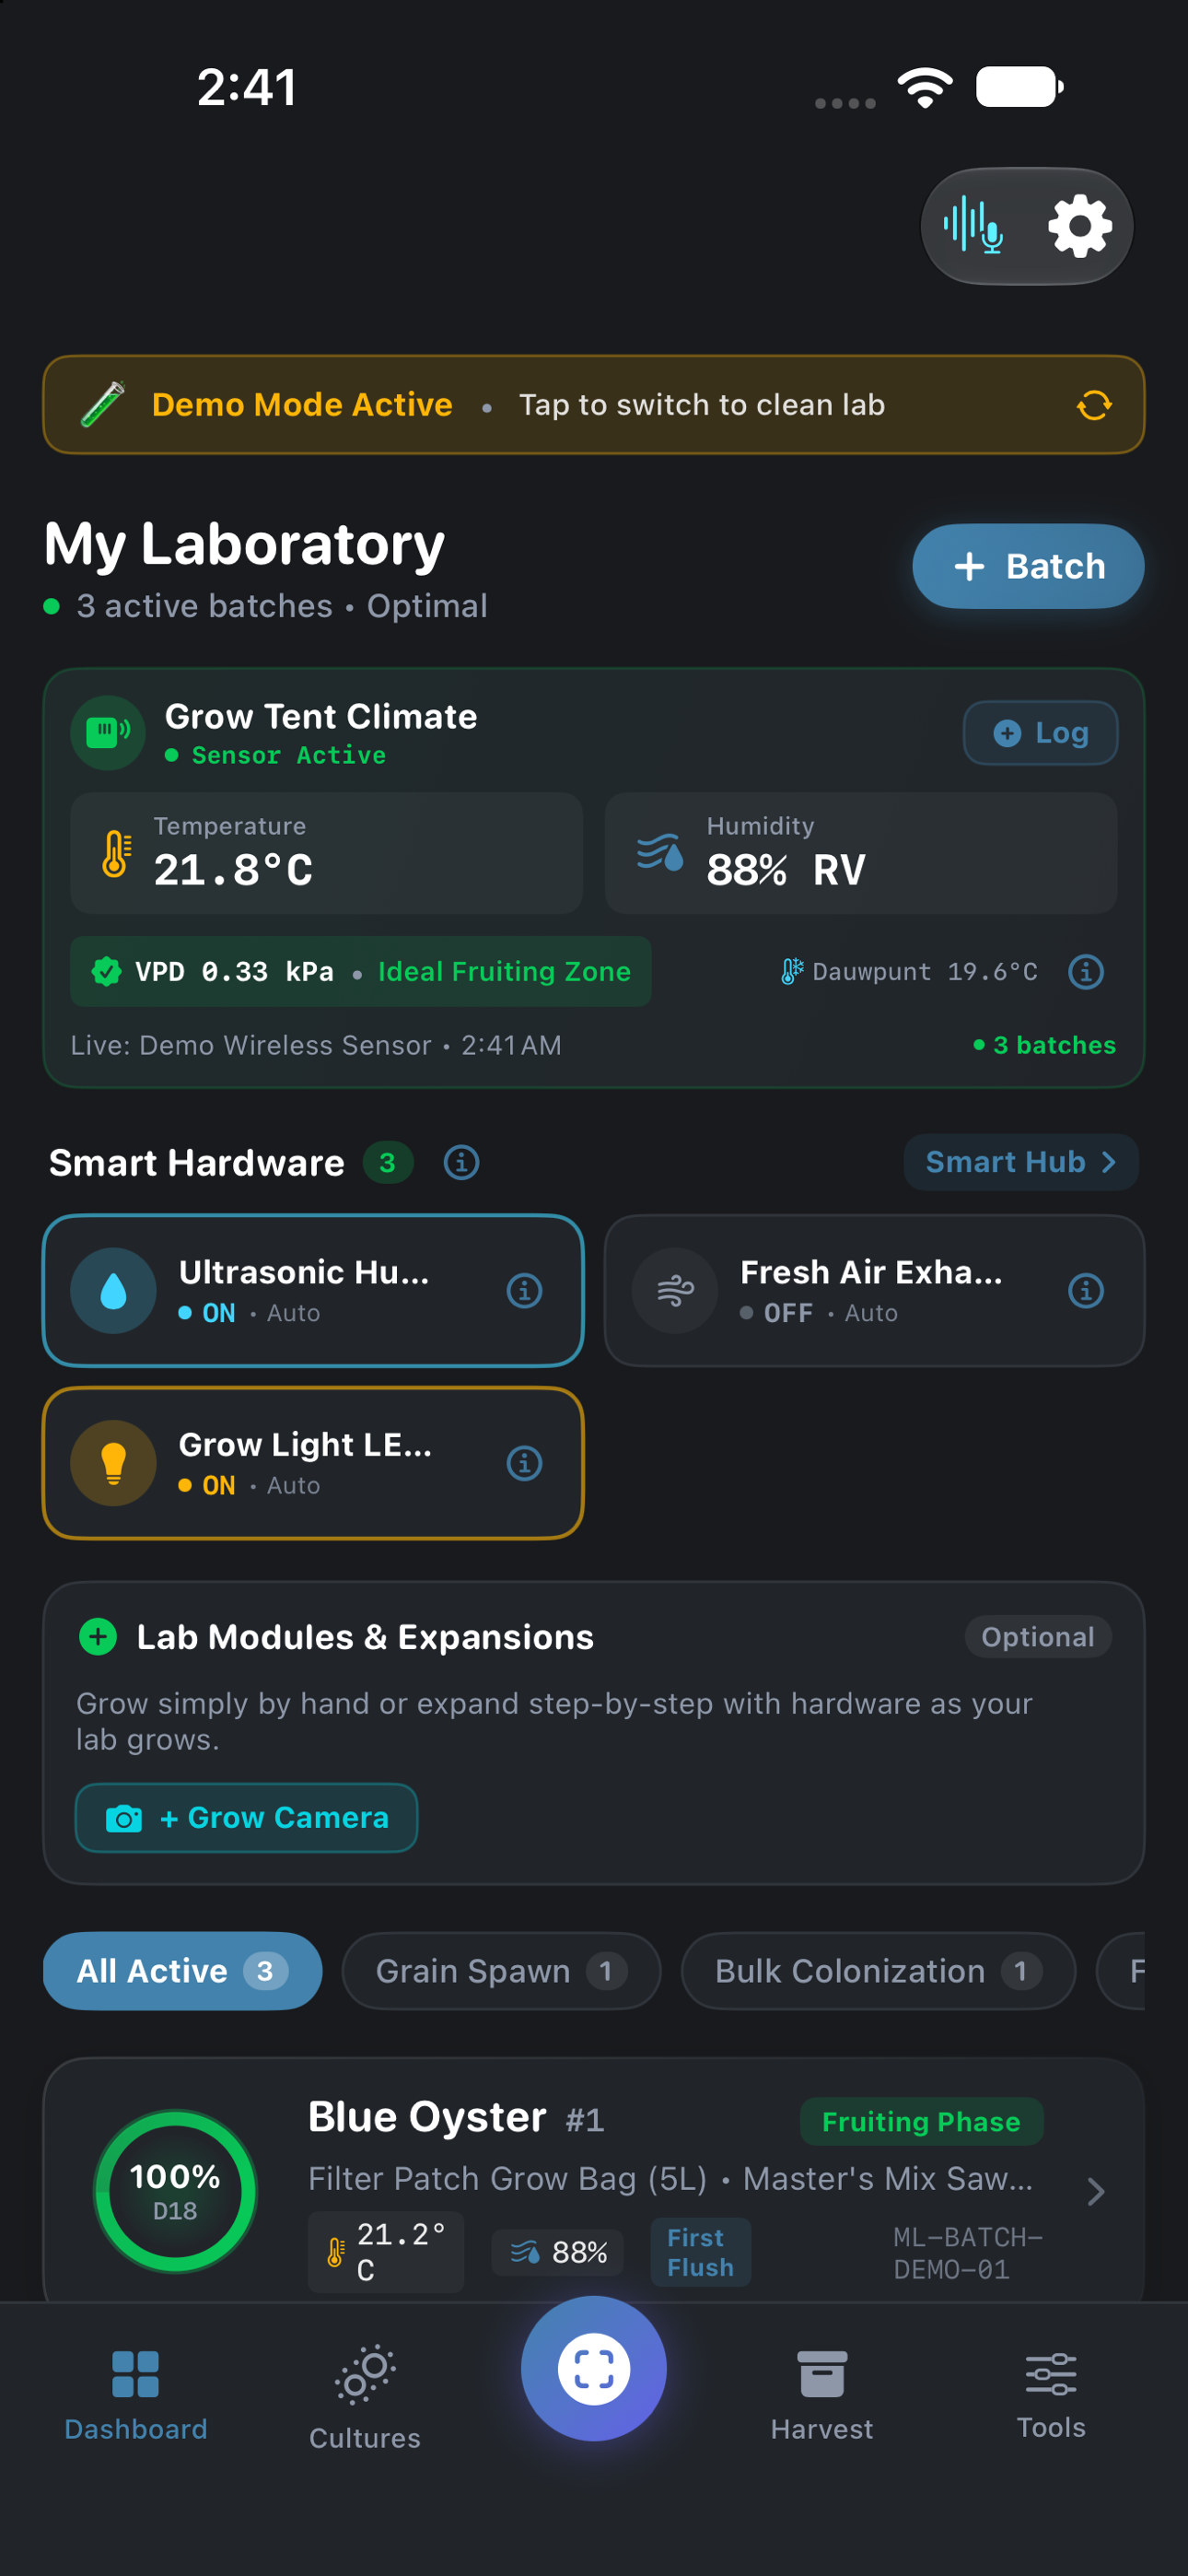 2:41
Demo Mode Active • Tap to switch to clean lab
My Laboratory
+ Batch
3 active batches • Optimal
Grow Tent Climate
Sensor Active
Log
Temperature
21.8°C
Humidity
88% RV
VPD 0.33 kPa • Ideal Fruiting Zone
Dauwpunt 19.6°C
Live: Demo Wireless Sensor • 2:41 AM
3 batches
Smart Hardware 3
Smart Hub
Ultrasonic Hu...
ON • Auto
Fresh Air Exha...
OFF • Auto
Grow Light LE...
ON • Auto
Lab Modules & Expansions
Optional
Grow simply by hand or expand step-by-step with hardware as your
lab grows.
+ Grow Camera
All Active 3
Grain Spawn 1
Bulk Colonization 1
F
100%
D18
Blue Oyster #1
Fruiting Phase
Filter Patch Grow Bag (5L) • Master's Mix Saw...
21.2°
C
88%
First
Flush
ML-BATCH-
DEMO-01
Dashboard
Cultures
Harvest
Tools